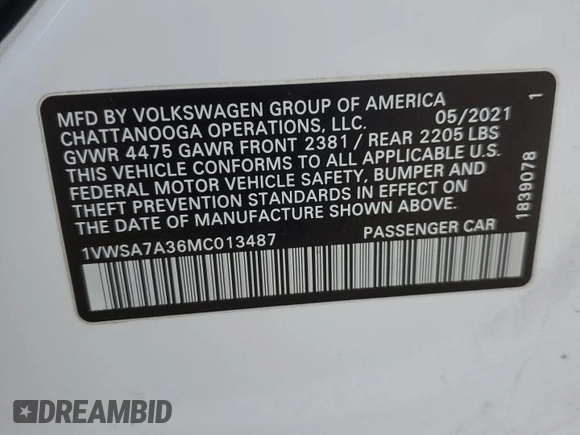 MFD BY VOLKSWAGEN GROUP OF AMERICA
CHATTANOOGA OPERATIONS, LLC. 05/2021
GVWR 4475 GAWR FRONT 2381 / REAR 2205 LBS
THIS VEHICLE CONFORMS TO ALL APPLICABLE U.S.
FEDERAL MOTOR VEHICLE SAFETY, BUMPER AND
THEFT PREVENTION STANDARDS IN EFFECT ON
THE DATE OF MANUFACTURE SHOWN ABOVE.
1VWSA7A36MC013487 PASSENGER CAR
1839078 1
DREAMBID